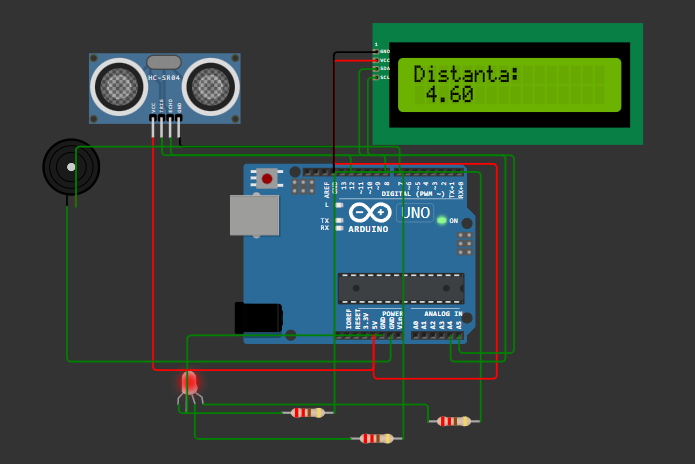 1
GND
VCC
SDA
SCL
Distanta:
4.60
HC-SR04
VCC
TRIG
ECHO
GND
AREF
GND
13
12
~11
~10
~9
8
7
~6
~5
4
~3
2
TX→1
RX←0
DIGITAL (PWM ~)
L
TX
RX
UNO
ON
ARDUINO
POWER
ANALOG IN
IOREF
RESET
3.3V
5V
GND
GND
Vin
A0
A1
A2
A3
A4
A5